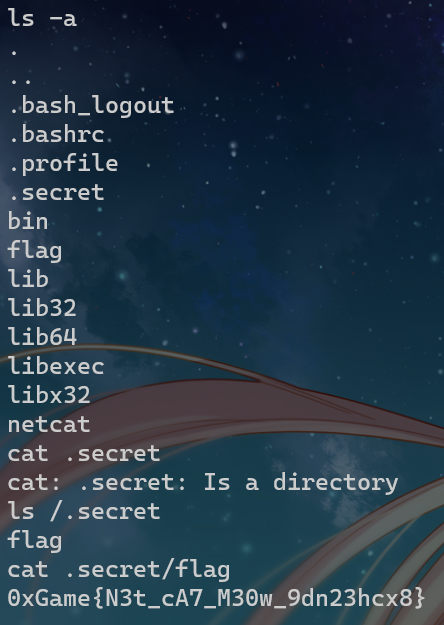 ls -a
.
..
.bash_logout
.bashrc
.profile
.secret
bin
flag
lib
lib32
lib64
libexec
libx32
netcat
cat .secret
cat: .secret: Is a directory
ls /.secret
flag
cat .secret/flag
0xGame{N3t_cA7_M30w_9dn23hcx8}